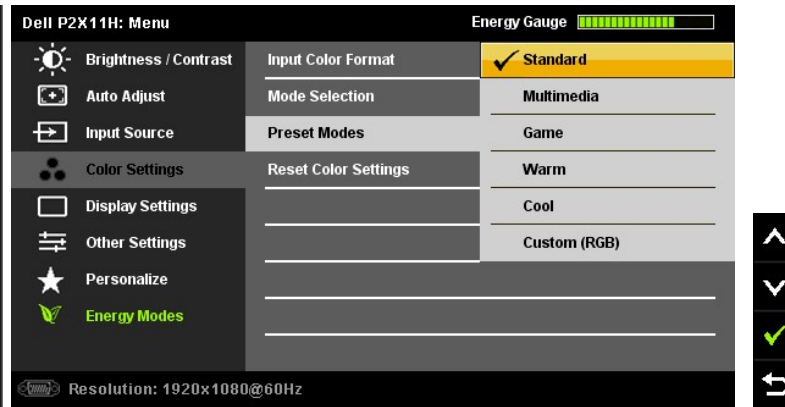 Dell P2X11H: Menu
Energy Gauge
Brightness / Contrast
Auto Adjust
Input Source
Color Settings
Display Settings
Other Settings
Personalize
Energy Modes
Input Color Format
Mode Selection
Preset Modes
Reset Color Settings
Standard
Multimedia
Game
Warm
Cool
Custom (RGB)
Resolution: 1920x1080@60Hz